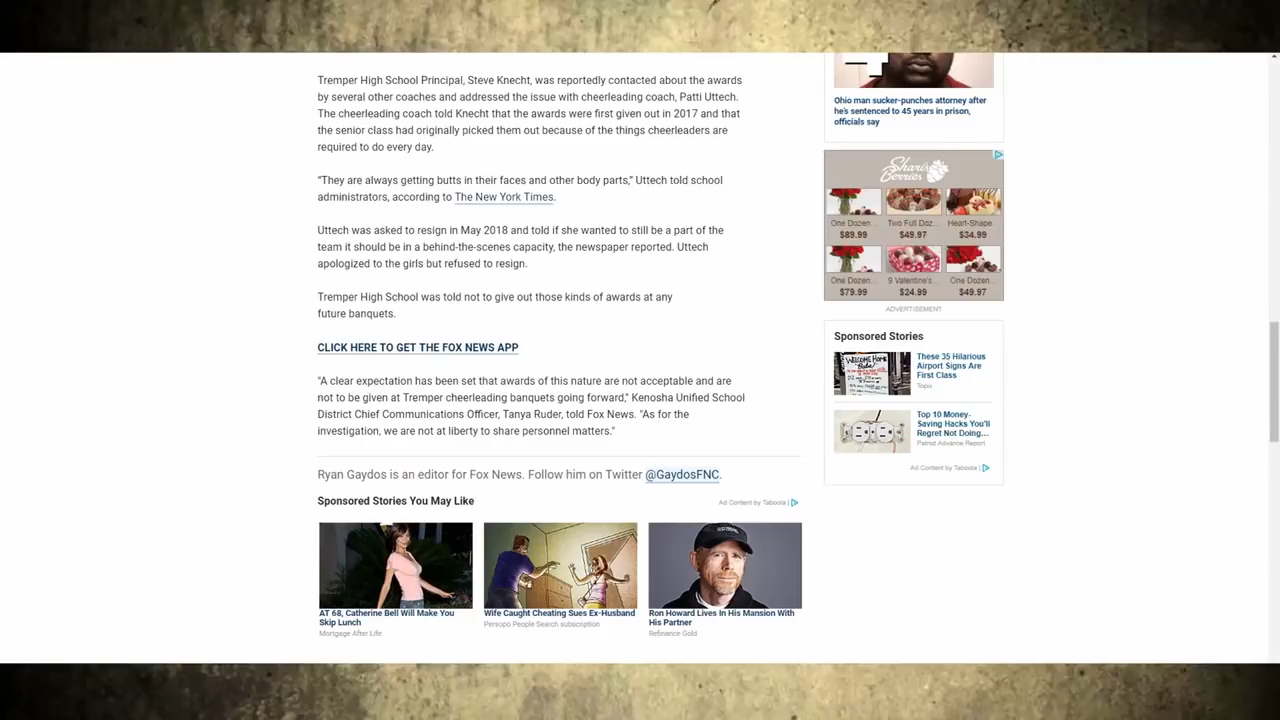 Tremper High School Principal, Steve Knecht, was reportedly contacted about the awards
by several other coaches and addressed the issue with cheerleading coach, Patti Uttech.
The cheerleading coach told Knecht that the awards were first given out in 2017 and that
the senior class had originally picked them out because of the things cheerleaders are
required to do every day.
“They are always getting butts in their faces and other body parts,” Uttech told school
administrators, according to The New York Times.
Uttech was asked to resign in May 2018 and told if she wanted to still be a part of the
team it should be in a behind-the-scenes capacity, the newspaper reported. Uttech
apologized to the girls but refused to resign.
Tremper High School was told not to give out those kinds of awards at any
future banquets.
CLICK HERE TO GET THE FOX NEWS APP
"A clear expectation has been set that awards of this nature are not acceptable and are
not to be given at Tremper cheerleading banquets going forward," Kenosha Unified School
District Chief Communications Officer, Tanya Ruder, told Fox News. "As for the
investigation, we are not at liberty to share personnel matters."
Ryan Gaydos is an editor for Fox News. Follow him on Twitter @GaydosFNC.
Sponsored Stories You May Like
Ad Content by Taboola |
AT 68, Catherine Bell Will Make You
Skip Lunch
Mortgage After Life
Wife Caught Cheating Sues Ex-Husband
Persopo People Search subscription
Ron Howard Lives In His Mansion With
His Partner
Refinance Gold
Ohio man sucker-punches attorney after
he's sentenced to 45 years in prison,
officials say
Shari's
Berries
One Dozen... Two Full Doz... Heart-Shape...
$89.99 $49.97 $34.99
One Dozen... 9 Valentine's... One Dozen...
$79.99 $24.99 $49.97
ADVERTISEMENT
Sponsored Stories
WELCOME HOME
These 35 Hilarious
Airport Signs Are
First Class
Topix
Top 10 Money-
Saving Hacks You'll
Regret Not Doing...
Patriot Advance Report
Ad Content by Taboola |